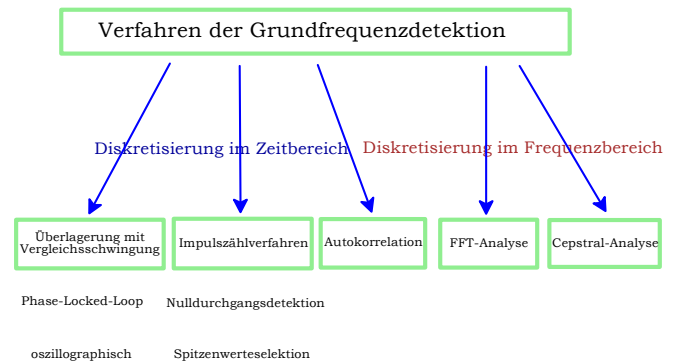 Verfahren der Grundfrequenzdetektion
Diskretisierung im Zeitbereich
Diskretisierung im Frequenzbereich
Überlagerung mit
Vergleichsschwingung
Impulszählverfahren
Autokorrelation
FFT-Analyse
Cepstral-Analyse
Phase-Locked-Loop
Nulldurchgangsdetektion
oszillographisch
Spitzenwerteselektion